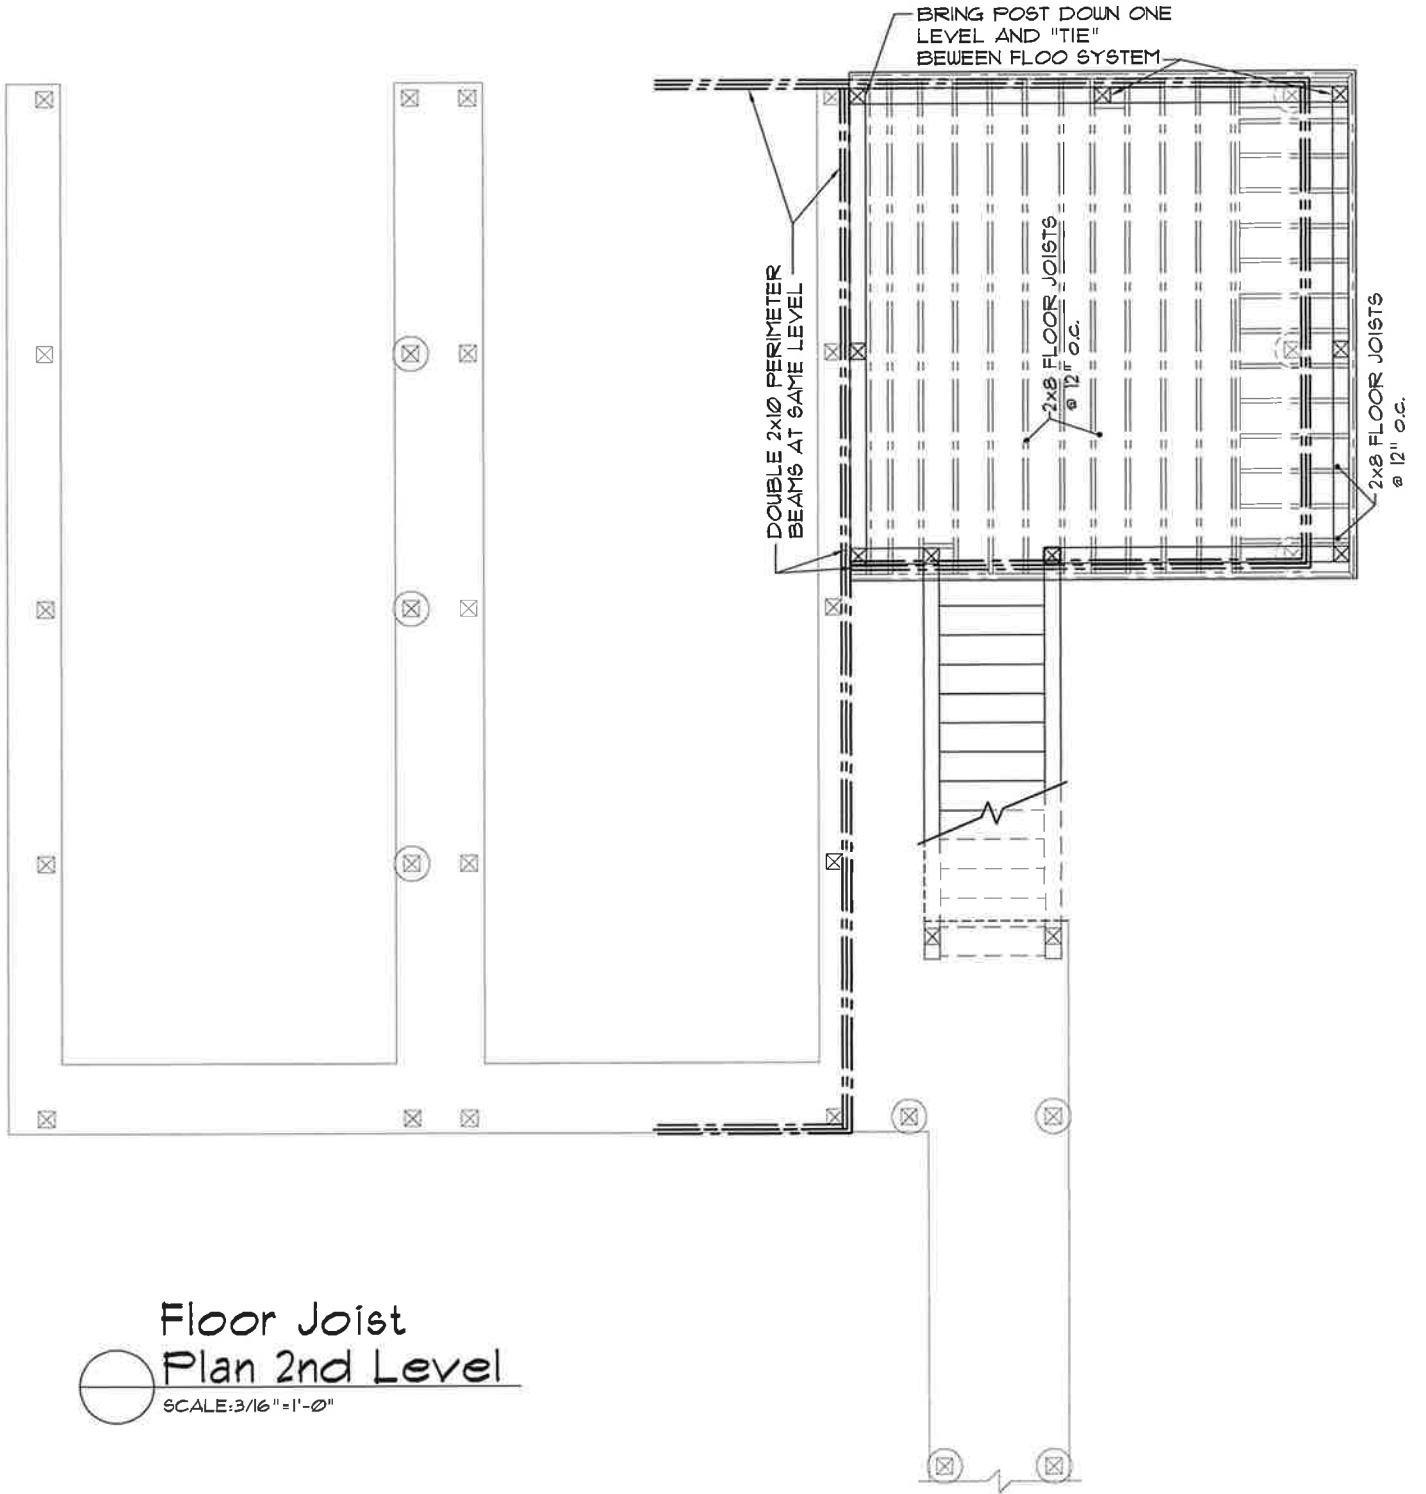 BRING POST DOWN ONE
LEVEL AND "TIE"
BEWEEN FLOO SYSTEM
DOUBLE 2x10 PERIMETER
BEAMS AT SAME LEVEL
2x8 FLOOR JOISTS
@ 12" O.C.
2x8 FLOOR JOISTS
@ 12" O.C.
Floor Joist
Plan 2nd Level
SCALE:3/16"=1'-0"